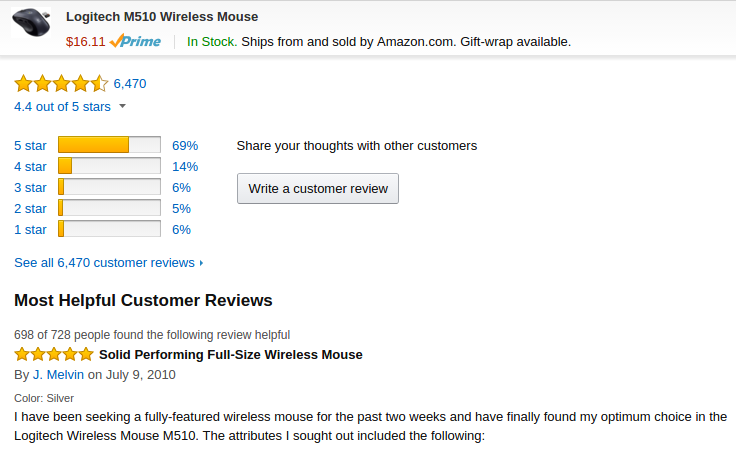 Logitech M510 Wireless Mouse
$16.11 Prime In Stock. Ships from and sold by Amazon.com. Gift-wrap available.
6,470
4.4 out of 5 stars
5 star 69%
Share your thoughts with other customers
4 star 14%
3 star 6%
Write a customer review
2 star 5%
1 star 6%
See all 6,470 customer reviews
Most Helpful Customer Reviews
698 of 728 people found the following review helpful
Solid Performing Full-Size Wireless Mouse
By J. Melvin on July 9, 2010
Color: Silver
I have been seeking a fully-featured wireless mouse for the past two weeks and have finally found my optimum choice in the
Logitech Wireless Mouse M510. The attributes I sought out included the following: